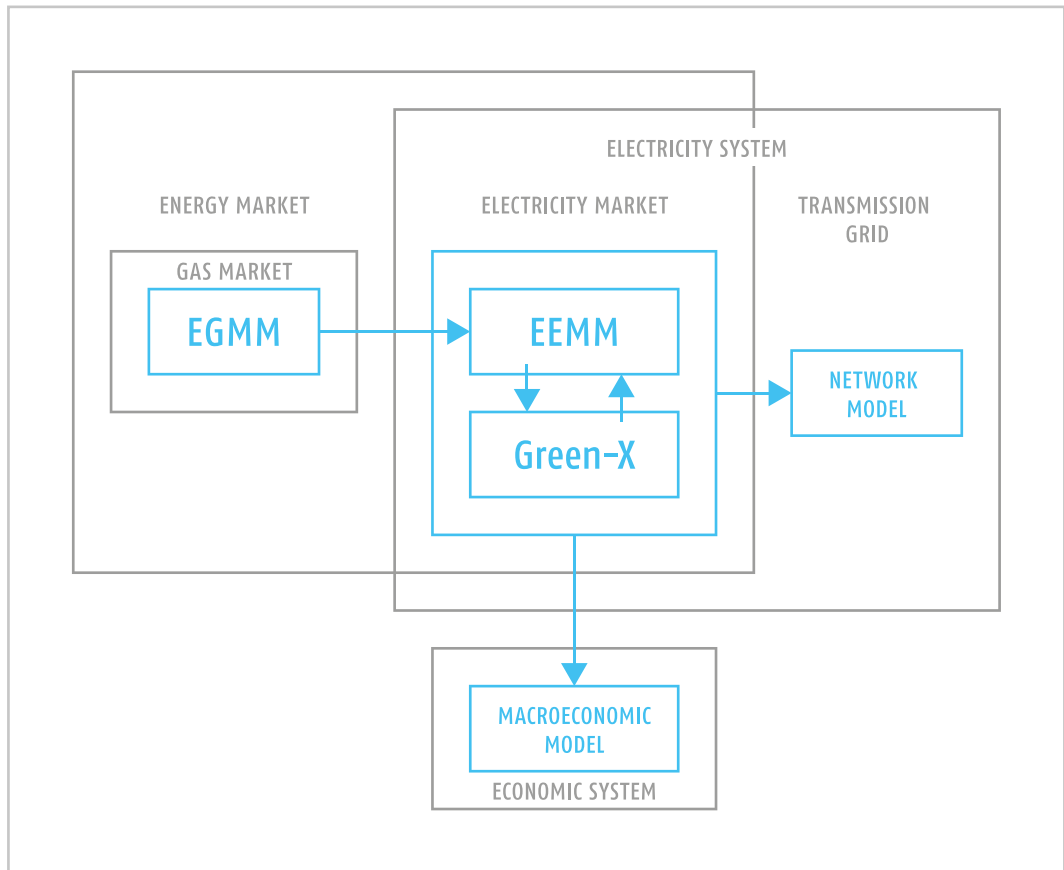 ELECTRICITY SYSTEM
ENERGY MARKET
ELECTRICITY MARKET
TRANSMISSION
GRID
GAS MARKET
EGMM
EEMM
NETWORK
MODEL
Green-X
MACROECONOMIC
MODEL
ECONOMIC SYSTEM